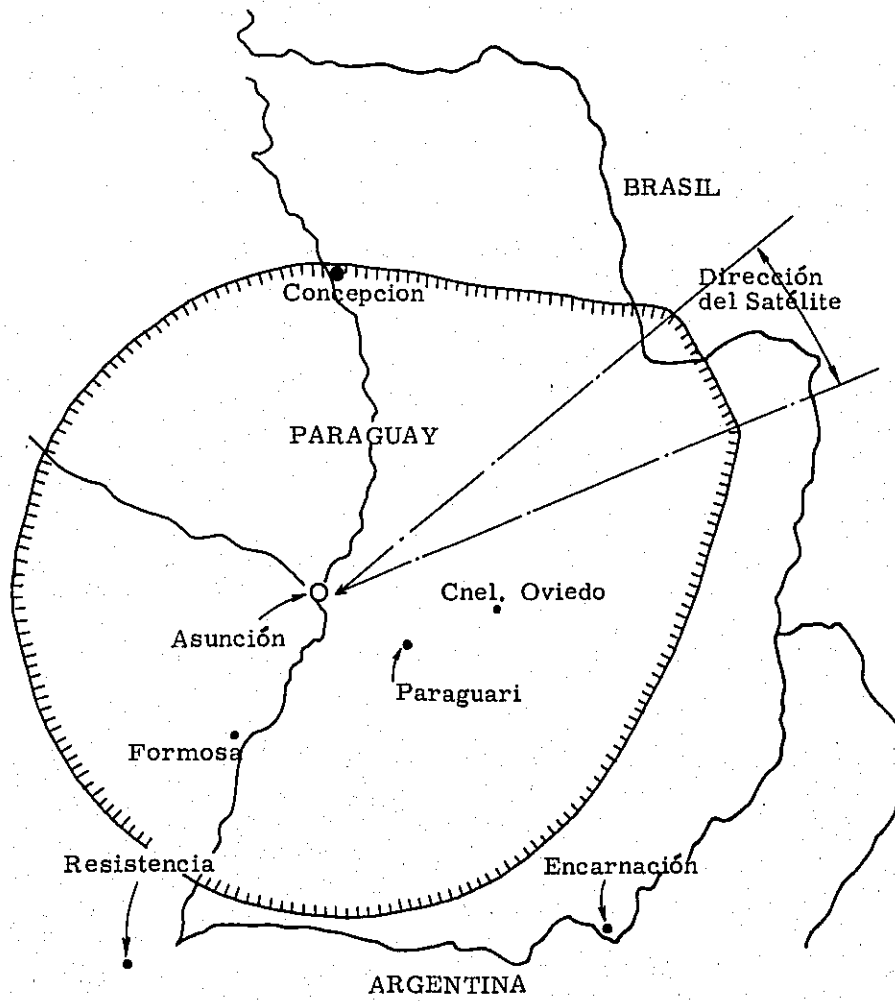 BRASIL
Dirección
del Satélite
Concepcion
PARAGUAY
Cnel. Oviedo
Asunción
Paraguari
Formosa
Resistencia
Encarnación
ARGENTINA